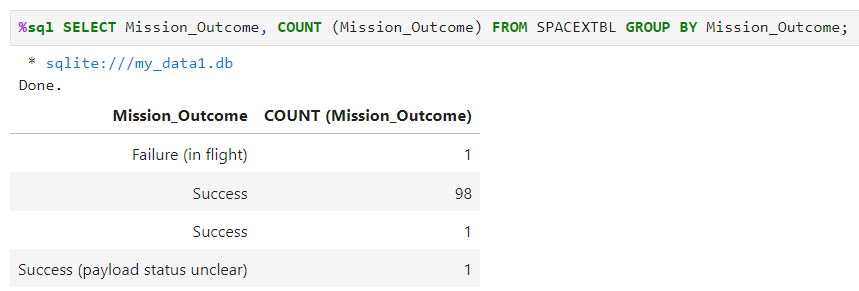 %sql SELECT Mission_Outcome, COUNT (Mission_Outcome) FROM SPACEXTBL GROUP BY Mission_Outcome;
* sqlite:///my_data1.db
Done.
Mission_Outcome COUNT (Mission_Outcome)
Failure (in flight) 1
Success 98
Success 1
Success (payload status unclear) 1